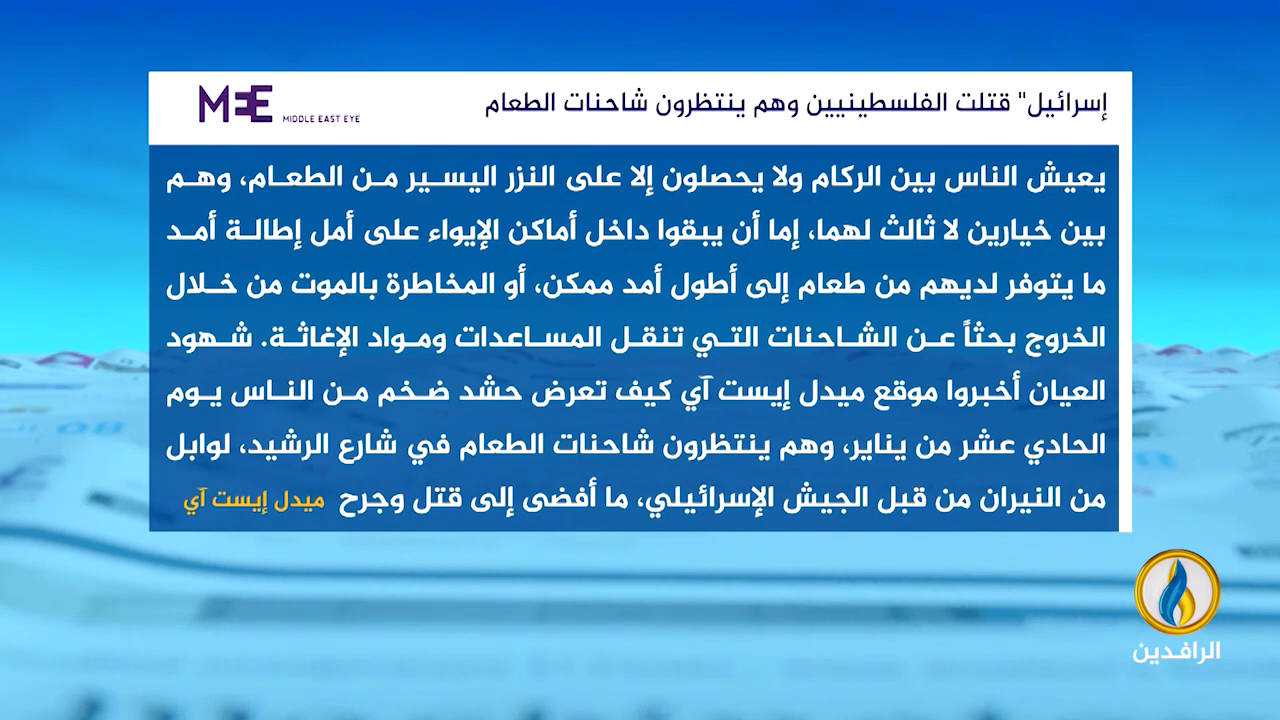 إسرائيل" قتلت الفلسطينيين وهم ينتظرون شاحنات الطعام
MEE MIDDLE EAST EYE
يعيش الناس بين الركام ولا يحصلون إلا على النزر اليسير من الطعام، وهم
بين خيارين لا ثالث لهما، إما أن يبقوا داخل أماكن الإيواء على أمل إطالة أمد
ما يتوفر لديهم من طعام إلى أطول أمد ممكن، أو المخاطرة بالموت من خلال
الخروج بحثاً عن الشاحنات التي تنقل المساعدات ومواد الإغاثة. شهود
العيان أخبروا موقع ميدل إيست آي كيف تعرض حشد ضخم من الناس يوم
الحادي عشر من يناير، وهم ينتظرون شاحنات الطعام في شارع الرشيد، لوابل
من النيران من قبل الجيش الإسرائيلي، ما أفضى إلى قتل وجرح ميدل إيست آي
الرافدين